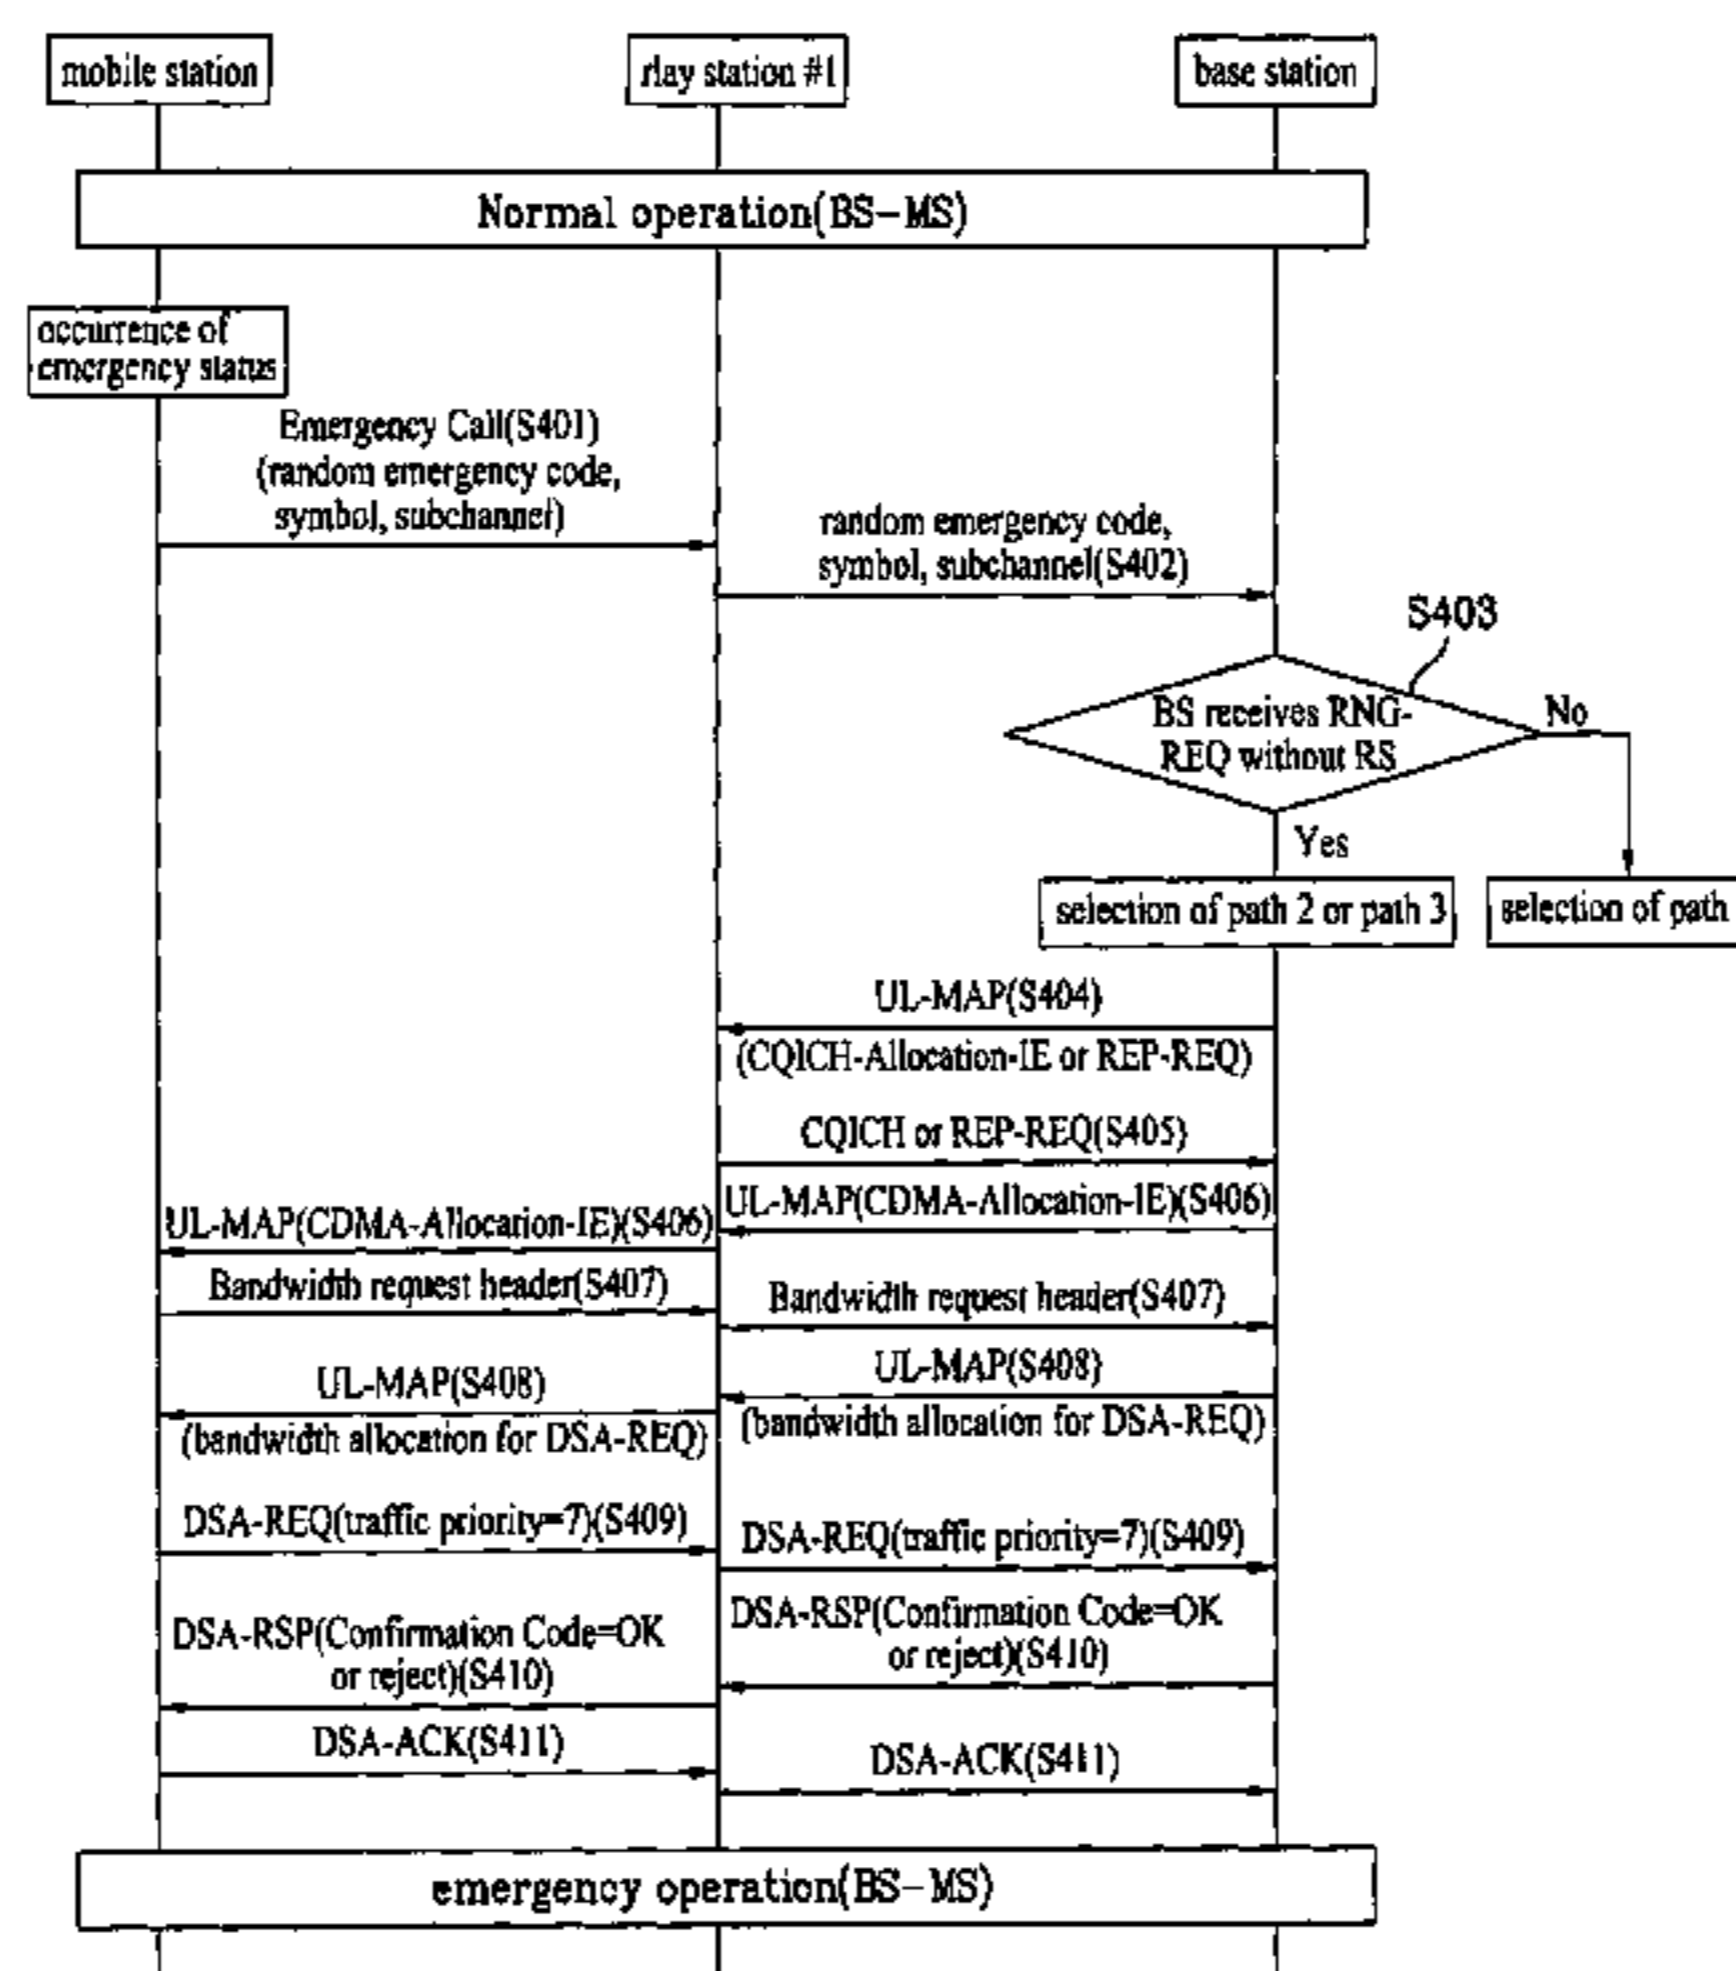 mobile station
rlay station #1
base station
Normal operation(BS-MS)
occurrence of
emergency status
Emergency Call(S401)
(random emergency code,
symbol, subchannel)
random emergency code,
symbol, subchannel(S402)
S403
BS receives RNG-
REQ without RS
No
Yes
selection of path 2 or path 3
selection of path
UL-MAP(S404)
(CQICH-Allocation-IE or REP-REQ)
CQICH or REP-REQ(S405)
UL-MAP(CDMA-Allocation-IE)(S406)
UL-MAP(CDMA-Allocation-IE)(S406)
Bandwidth request header(S407)
Bandwidth request header(S407)
UL-MAP(S408)
(bandwidth allocation for DSA-REQ)
UL-MAP(S408)
(bandwidth allocation for DSA-REQ)
DSA-REQ(traffic priority=7)(S409)
DSA-REQ(traffic priority=7)(S409)
DSA-RSP(Confirmation Code=OK
or reject)(S410)
DSA-RSP(Confirmation Code=OK
or reject)(S410)
DSA-ACK(S411)
DSA-ACK(S411)
emergency operation(BS-MS)